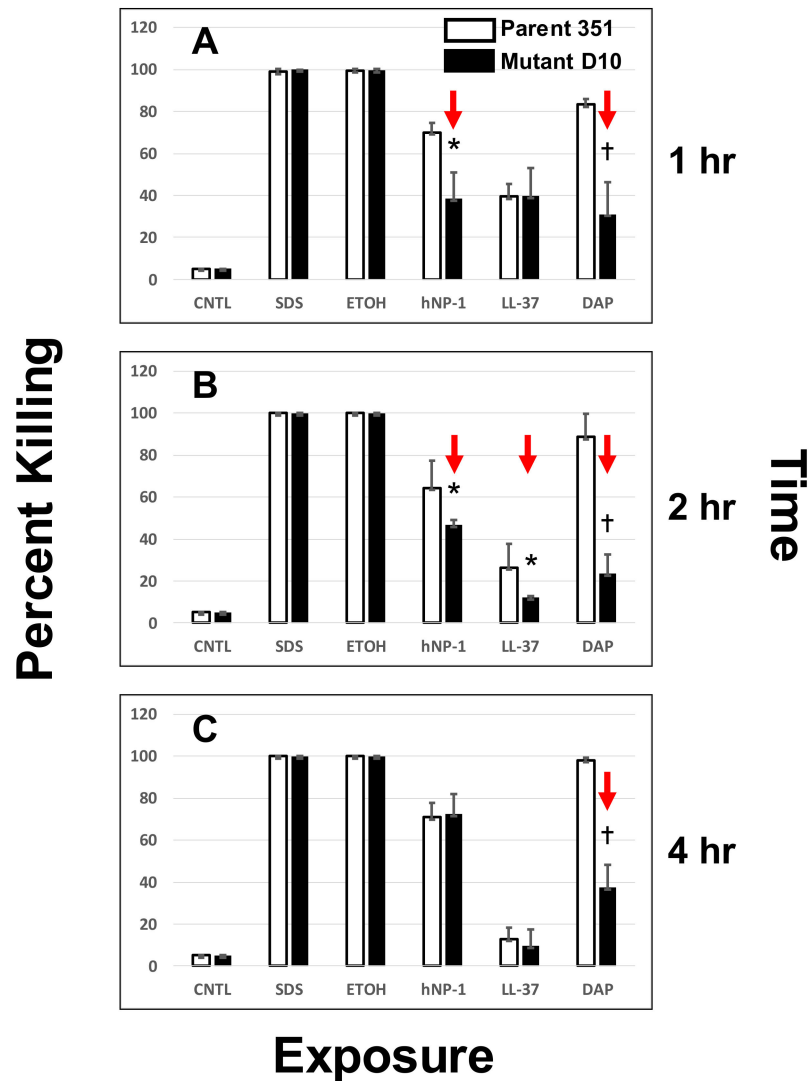 Percent Killing
A
Parent 351
Mutant D10
120
100
80
60
40
20
0
*
†
CNTL SDS ETOH hNP-1 LL-37 DAP
1 hr
B
120
100
80
60
40
20
0
*
*
†
CNTL SDS ETOH hNP-1 LL-37 DAP
2 hr
C
120
100
80
60
40
20
0
†
CNTL SDS ETOH hNP-1 LL-37 DAP
4 hr
Time
Exposure